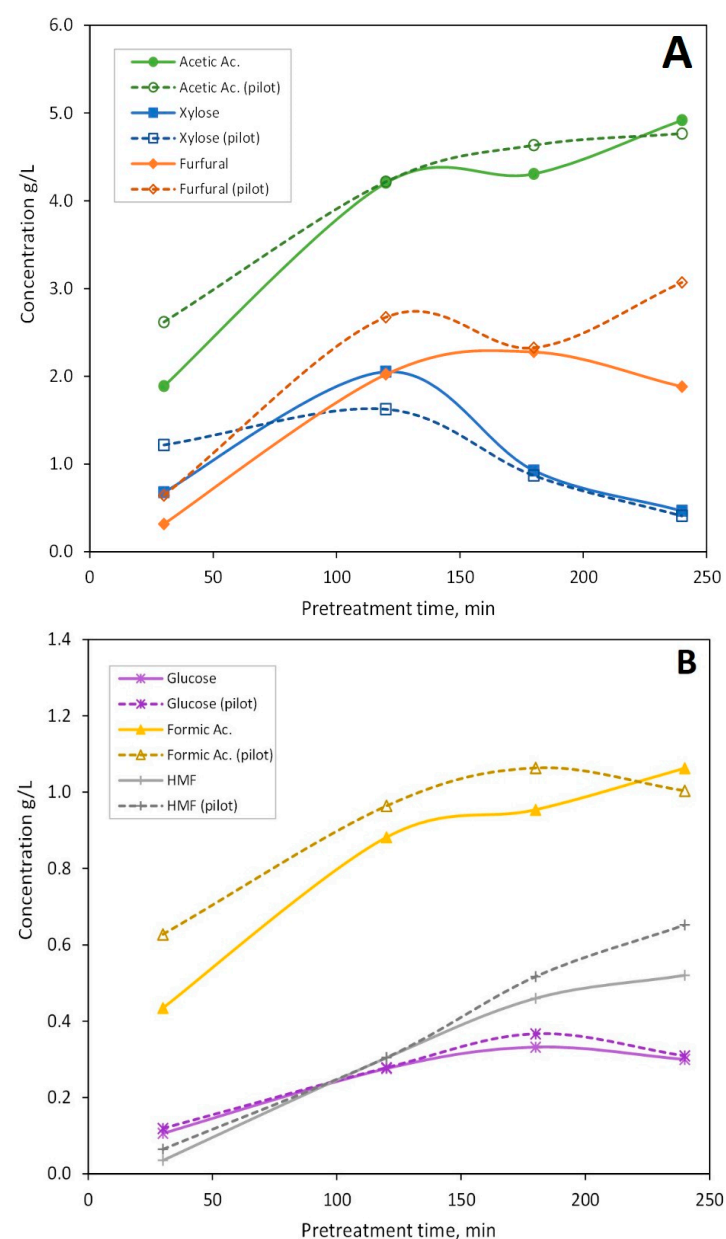 A
6.0
5.0
4.0
3.0
2.0
1.0
0.0
Concentration g/L
Acetic Ac.
Acetic Ac. (pilot)
Xylose
Xylose (pilot)
Furfural
Furfural (pilot)
0 50 100 150 200 250
Pretreatment time, min
B
1.4
1.2
1.0
0.8
0.6
0.4
0.2
0.0
Concentration g/L
Glucose
Glucose (pilot)
Formic Ac.
Formic Ac. (pilot)
HMF
HMF (pilot)
0 50 100 150 200 250
Pretreatment time, min